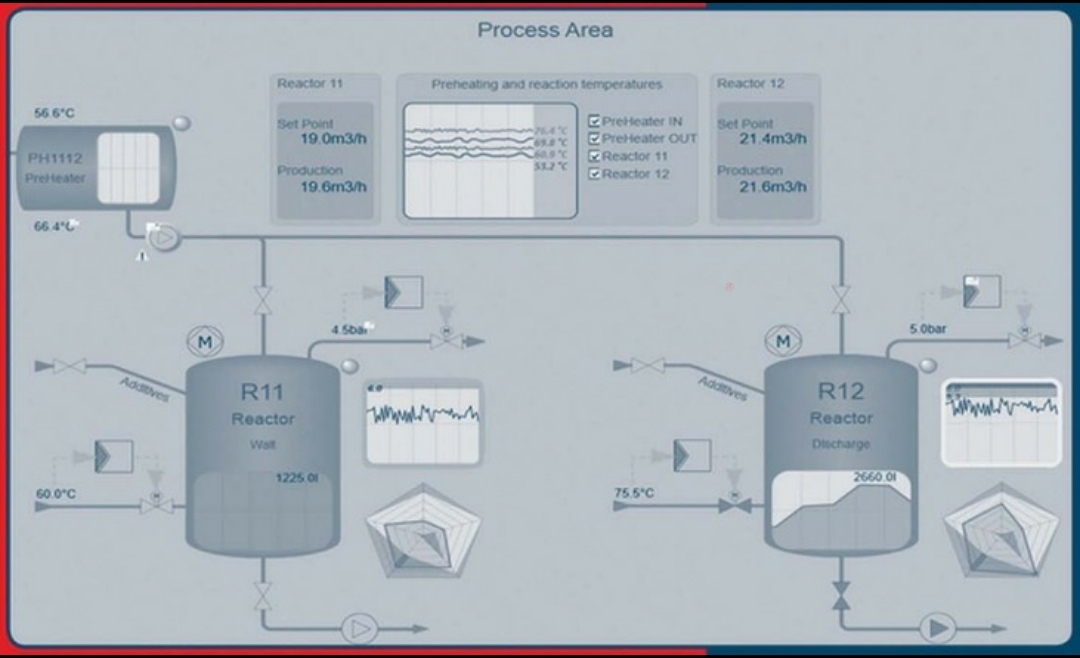 Process Area
Reactor 11
Preheating and reaction temperatures
Reactor 12
56.6°C
Set Point
19.0m3/h
PreHeater IN
Set Point
21.4m3/h
76.4 °C
69.8 °C
PreHeater OUT
60.9 °C
Reactor 11
53.2 °C
Reactor 12
PH1112
PreHeater
Production
19.6m3/h
Production
21.6m3/h
66.4°C
4.5bar
5.0bar
M
M
Additives
R11
Reactor
Wait
1225.0l
Additives
R12
Reactor
Discharge
2660.0l
60.0°C
75.5°C